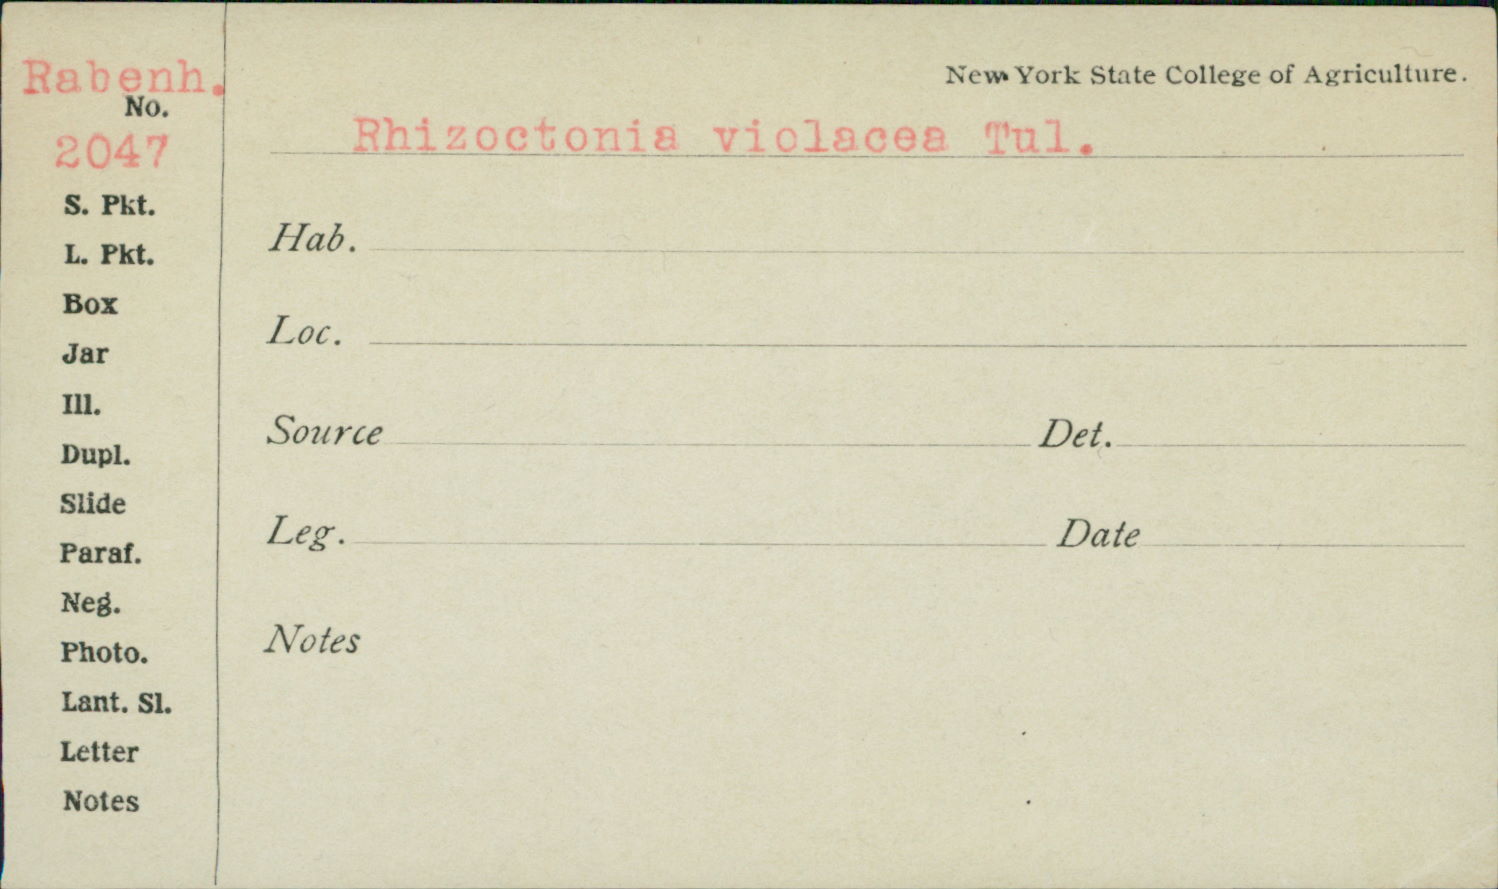 Rabenh.
No.
2047
S. Pkt.
L. Pkt.
Box
Jar
Ill.
Dupl.
Slide
Paraf.
Neg.
Photo.
Lant. Sl.
Letter
Notes
New York State College of Agriculture.
Rhizoctonia violacea Tul.
Hab.
Loc.
Source Det.
Leg. Date
Notes